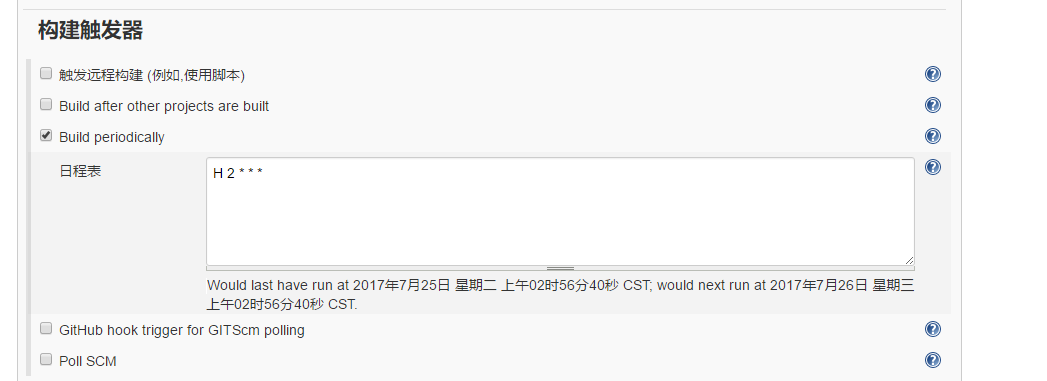 构建触发器
触发远程构建 (例如,使用脚本)
Build after other projects are built
Build periodically
日程表
H 2 * * *
Would last have run at 2017年7月25日 星期二 上午02时56分40秒 CST; would next run at 2017年7月26日 星期三
上午02时56分40秒 CST.
GitHub hook trigger for GITScm polling
Poll SCM